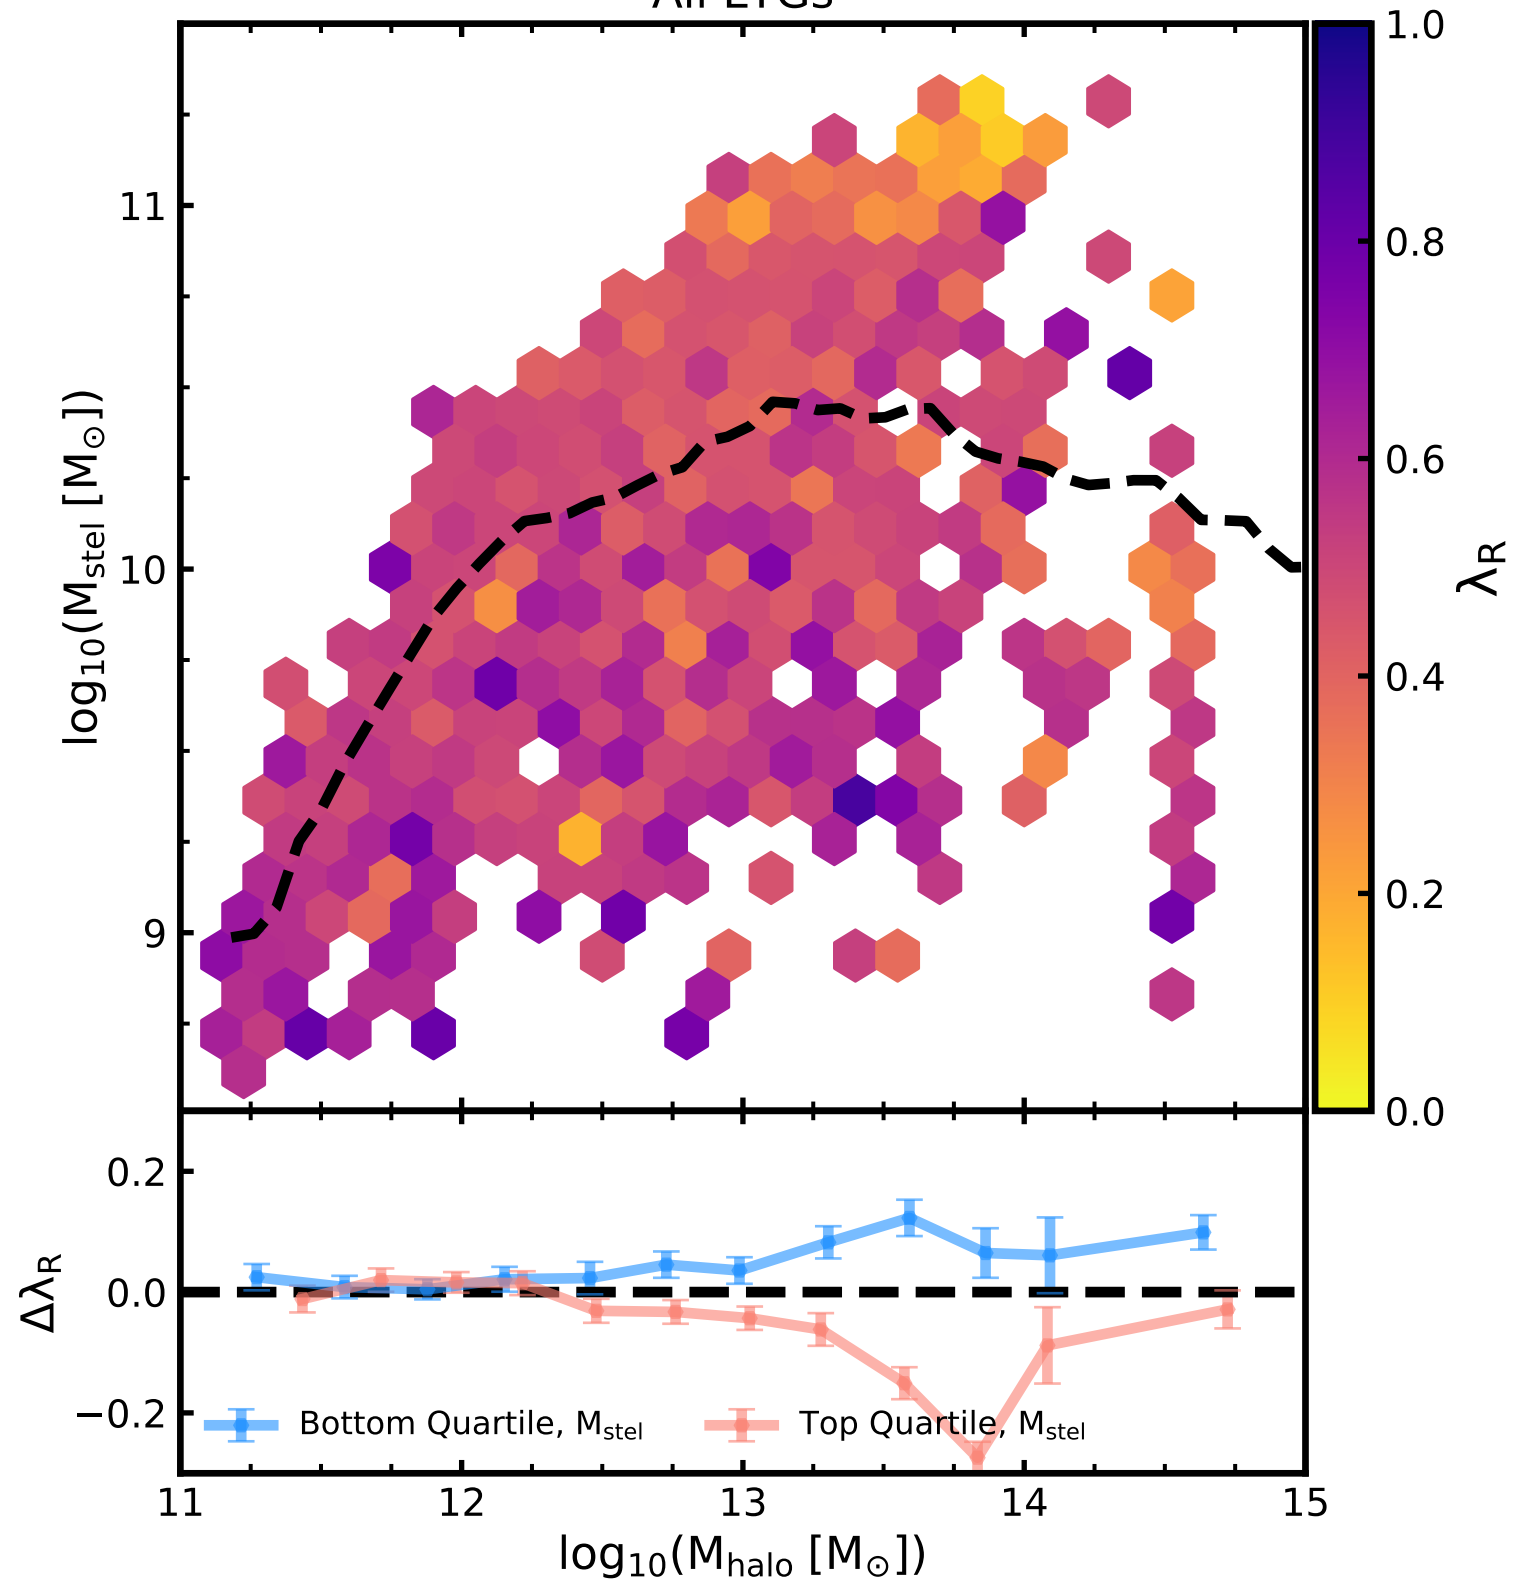 All ETGs
1.0
0.8
0.6
0.4
0.2
0.0
λR
11
10
9
log10(Mstel [M⊙])
0.2
0.0
−0.2
ΔλR
Bottom Quartile, Mstel
Top Quartile, Mstel
11 12 13 14 15
log10(Mhalo [M⊙])